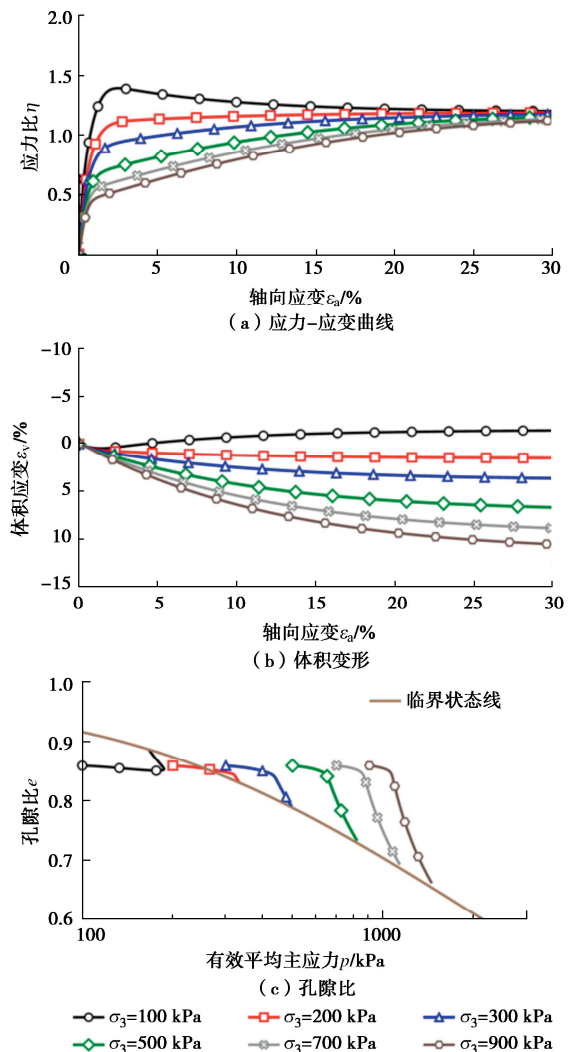 2.0
1.5
1.0
0.5
0
应力比η
5
10
15
20
25
30
轴向应变εa/%
（a）应力-应变曲线
-10
-5
0
5
10
-15
体积应变εv/%
0
5
10
15
20
25
30
轴向应变εa/%
（b）体积变形
1.0
0.9
0.8
0.7
0.6
孔隙比e
临界状态线
100
1000
有效平均主应力p/kPa
（c）孔隙比
σ3=100 kPa
σ3=200 kPa
σ3=300 kPa
σ3=500 kPa
σ3=700 kPa
σ3=900 kPa